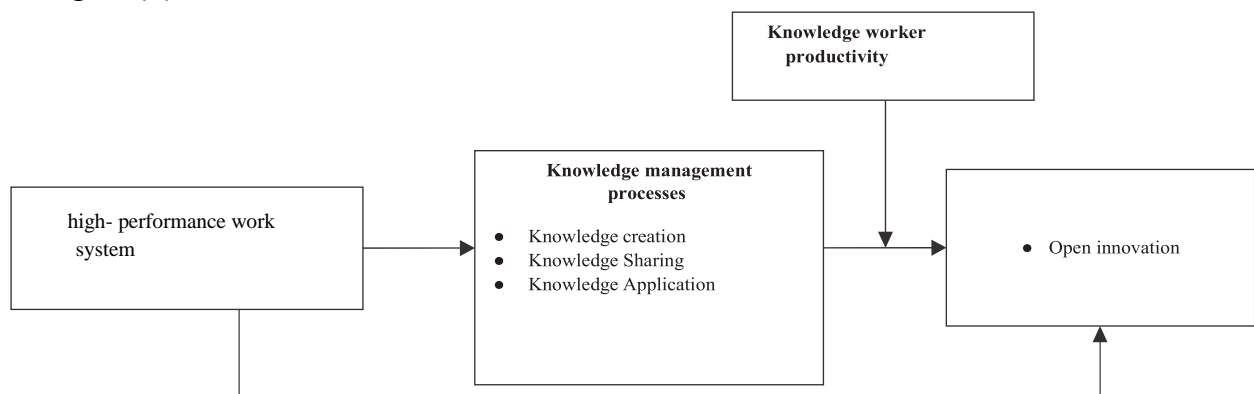 Knowledge worker
productivity
Knowledge management
processes
high- performance work
system
● Knowledge creation
● Knowledge Sharing
● Knowledge Application
● Open innovation